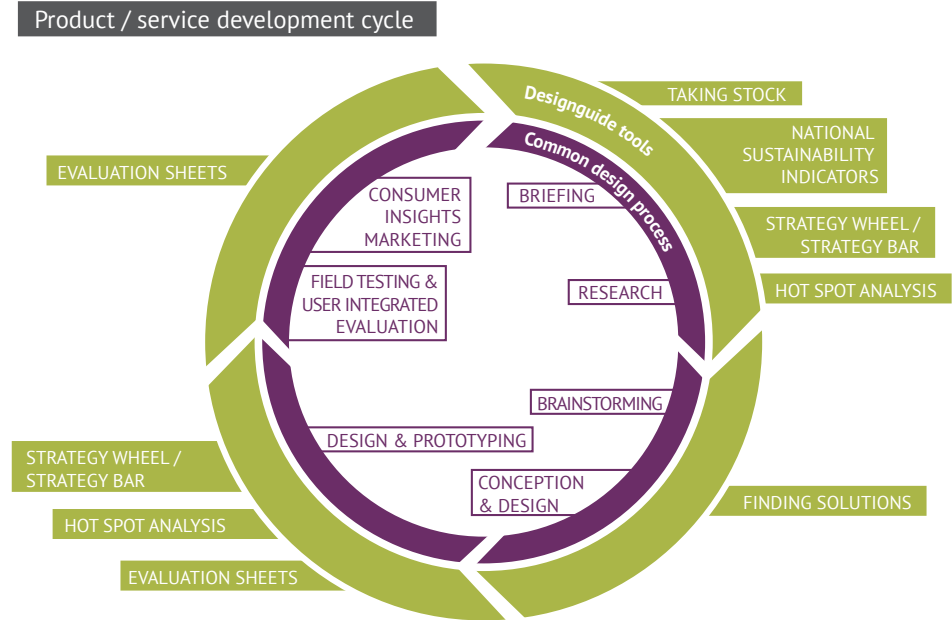 Product / service development cycle
Designguide tools
Common design process
TAKING STOCK
NATIONAL
SUSTAINABILITY
INDICATORS
STRATEGY WHEEL /
STRATEGY BAR
HOT SPOT ANALYSIS
FINDING SOLUTIONS
EVALUATION SHEETS
HOT SPOT ANALYSIS
STRATEGY WHEEL /
STRATEGY BAR
EVALUATION SHEETS
BRIEFING
RESEARCH
BRAINSTORMING
CONCEPTION
& DESIGN
DESIGN & PROTOTYPING
FIELD TESTING &
USER INTEGRATED
EVALUATION
CONSUMER
INSIGHTS
MARKETING